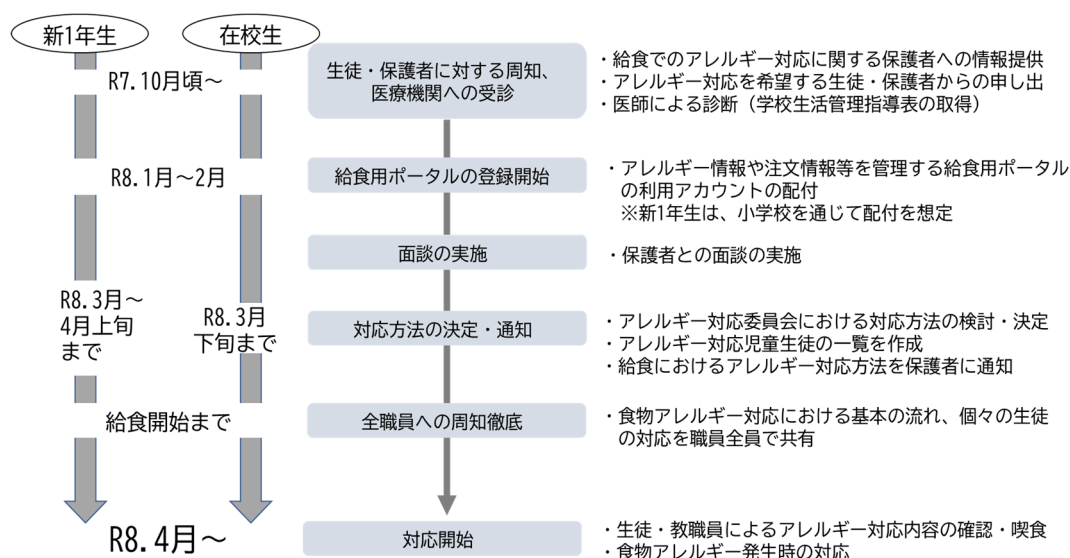 新1年生
在校生
R7.10月頃～
生徒・保護者に対する周知、
医療機関への受診
・給食でのアレルギー対応に関する保護者への情報提供
・アレルギー対応を希望する生徒・保護者からの申し出
・医師による診断（学校生活管理指導表の取得）
R8.1月～2月
給食用ポータルの登録開始
・アレルギー情報や注文情報等を管理する給食用ポータル
の利用アカウントの配付
※新1年生は、小学校を通じて配付を想定
面談の実施
・保護者との面談の実施
R8.3月～
4月上旬
まで
R8.3月
下旬まで
対応方法の決定・通知
・アレルギー対応委員会における対応方法の検討・決定
・アレルギー対応児童生徒の一覧を作成
・給食におけるアレルギー対応方法を保護者に通知
給食開始まで
全職員への周知徹底
・食物アレルギー対応における基本の流れ、個々の生徒
の対応を職員全員で共有
R8.4月～
対応開始
・生徒・教職員によるアレルギー対応内容の確認・喫食
・食物アレルギー発生時の対応